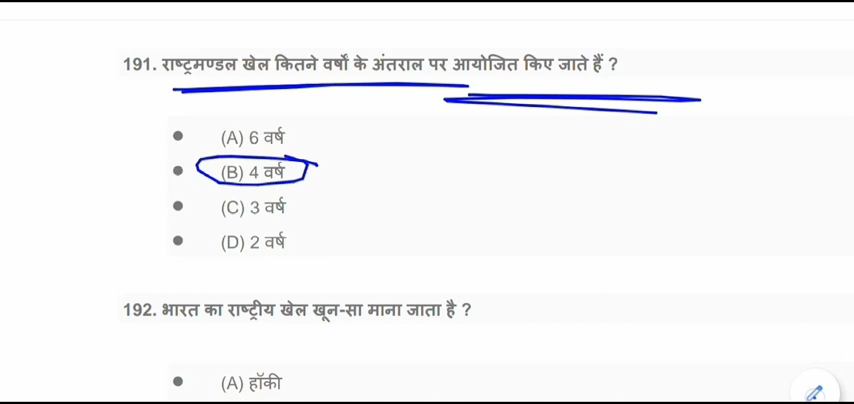 191. राष्ट्रमण्डल खेल कितने वर्षों के अंतराल पर आयोजित किए जाते हैं ?
(A) 6 वर्ष
(B) 4 वर्ष
(C) 3 वर्ष
(D) 2 वर्ष
192. भारत का राष्ट्रीय खेल खून-सा माना जाता है ?
(A) हॉकी